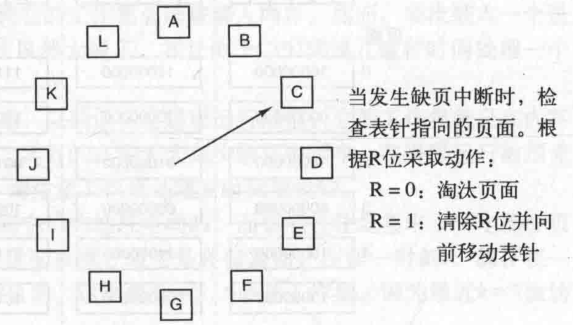 A
B
C
D
E
F
G
H
I
J
K
L
当发生缺页中断时，检
查表针指向的页面。根
据R位采取动作：
R = 0：淘汰页面
R = 1：清除R位并向
前移动表针